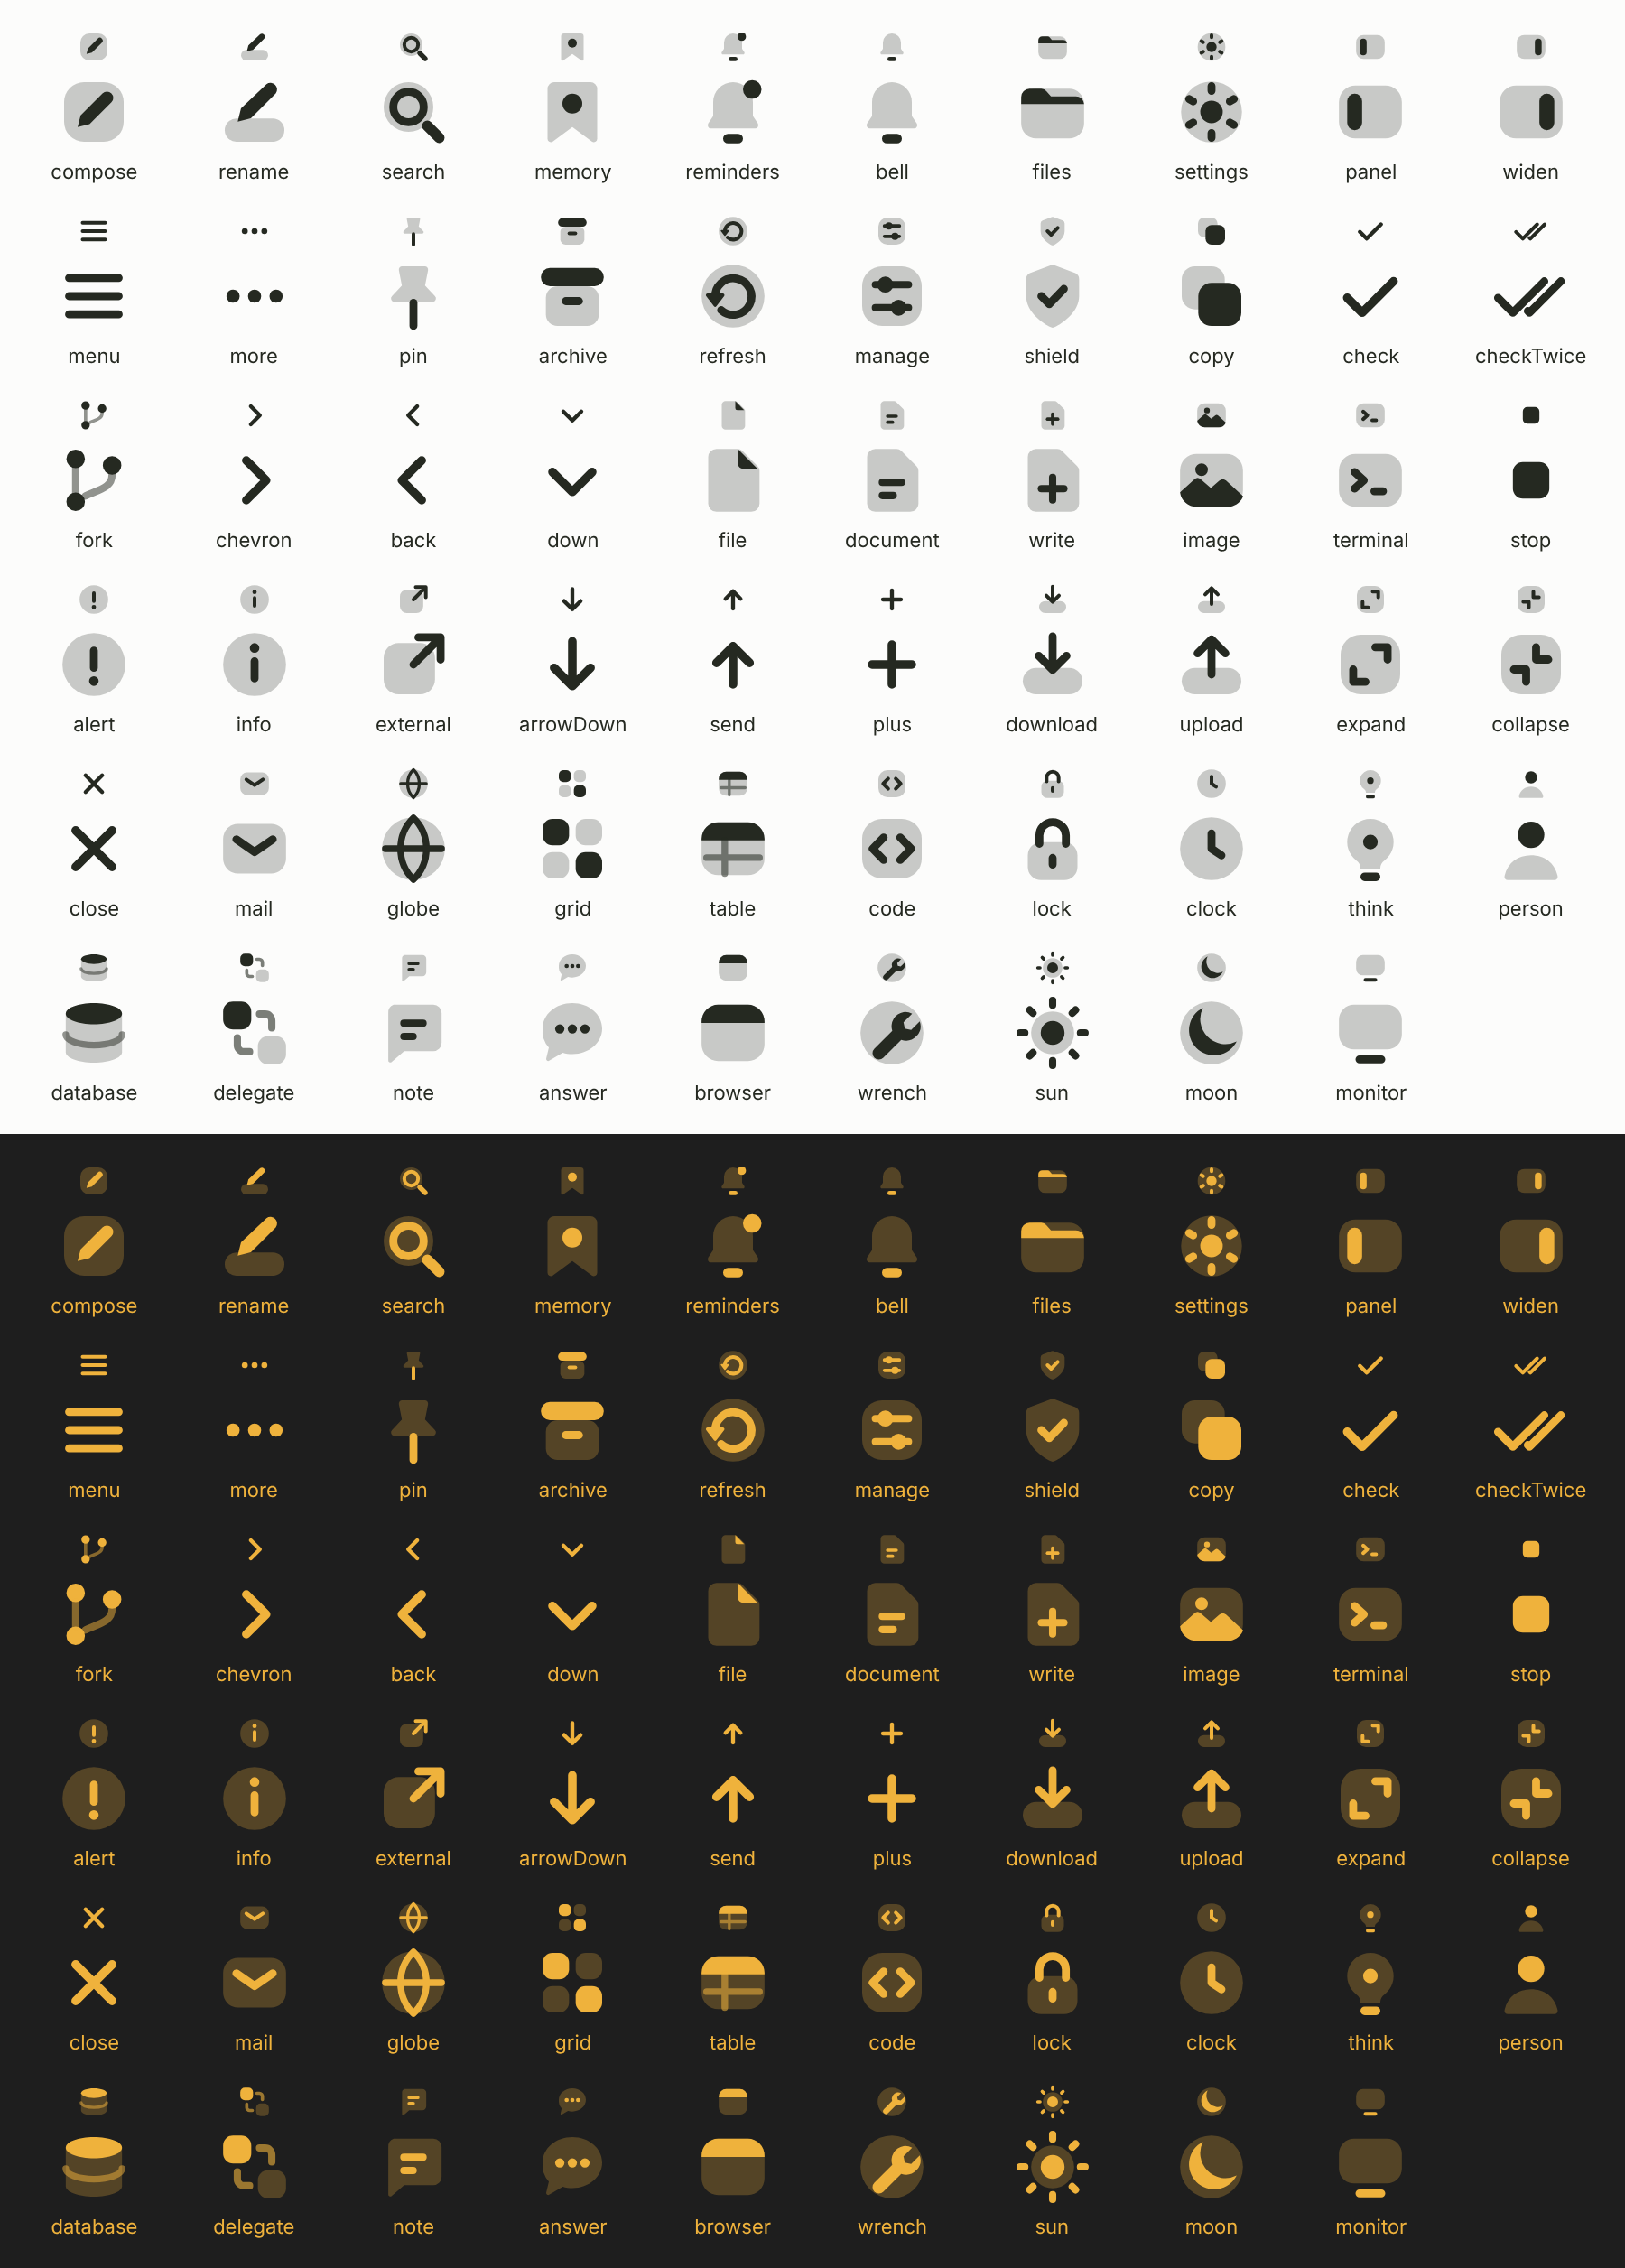 compose rename search memory reminders bell files settings panel widen
menu more pin archive refresh manage shield copy check checkTwice
fork chevron back down file document write image terminal stop
alert info external arrowDown send plus download upload expand collapse
close mail globe grid table code lock clock think person
database delegate note answer browser wrench sun moon monitor
compose rename search memory reminders bell files settings panel widen
menu more pin archive refresh manage shield copy check checkTwice
fork chevron back down file document write image terminal stop
alert info external arrowDown send plus download upload expand collapse
close mail globe grid table code lock clock think person
database delegate note answer browser wrench sun moon monitor